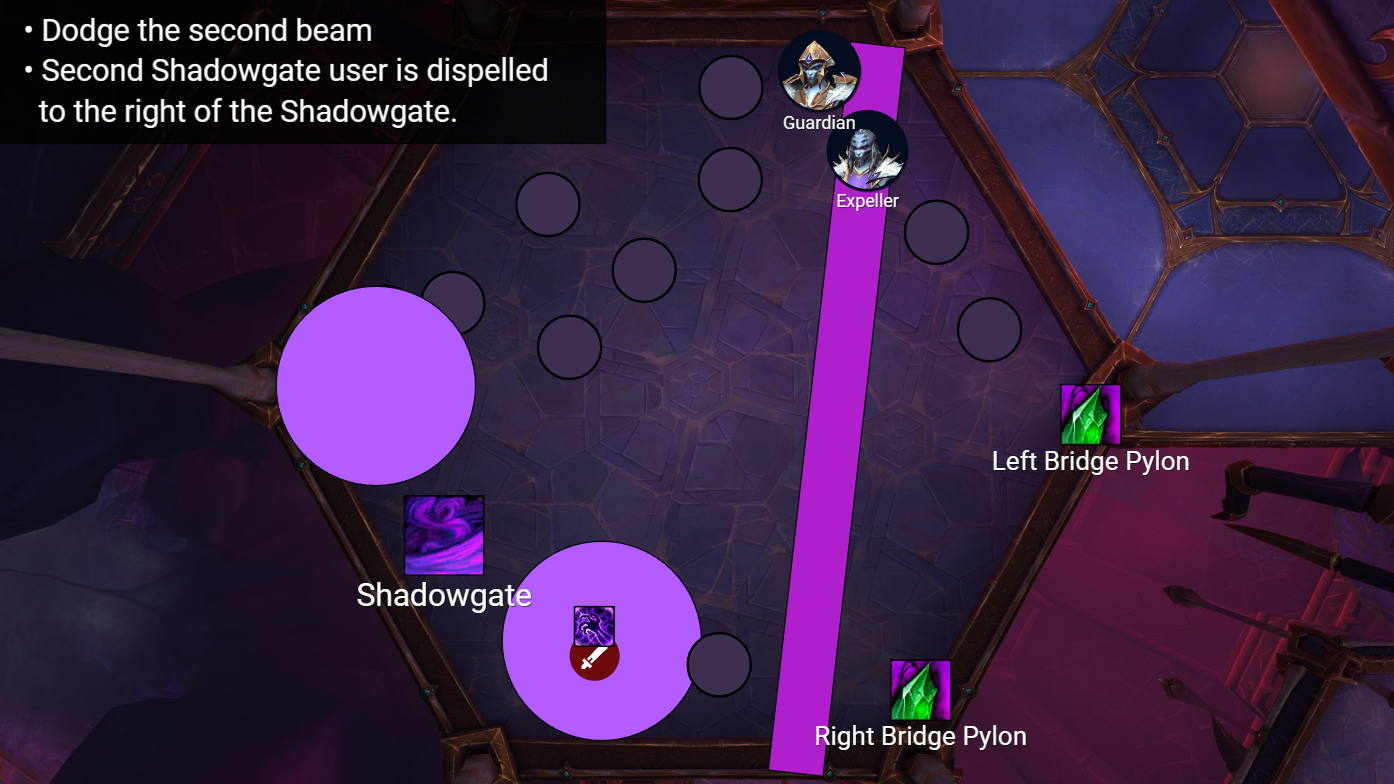 • Dodge the second beam
• Second Shadowgate user is dispelled
to the right of the Shadowgate.
Guardian
Expeller
Left Bridge Pylon
Shadowgate
Right Bridge Pylon